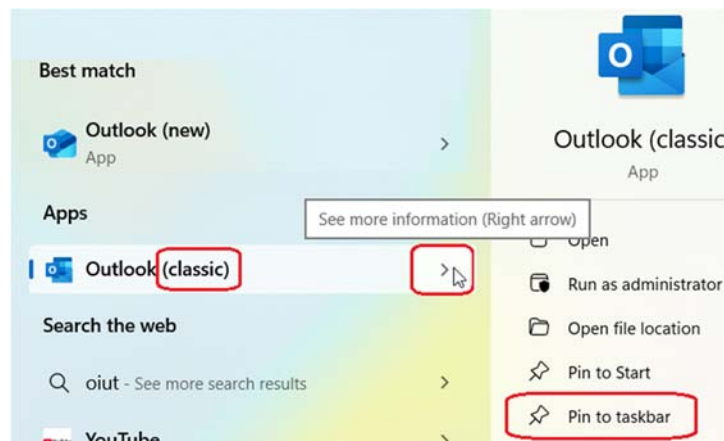 Best match
Outlook (new)
App
Apps
See more information (Right arrow)
Outlook (classic)
Search the web
oiut - See more search results
YouTube
Outlook (classic
App
Open
Run as administrator
Open file location
Pin to Start
Pin to taskbar